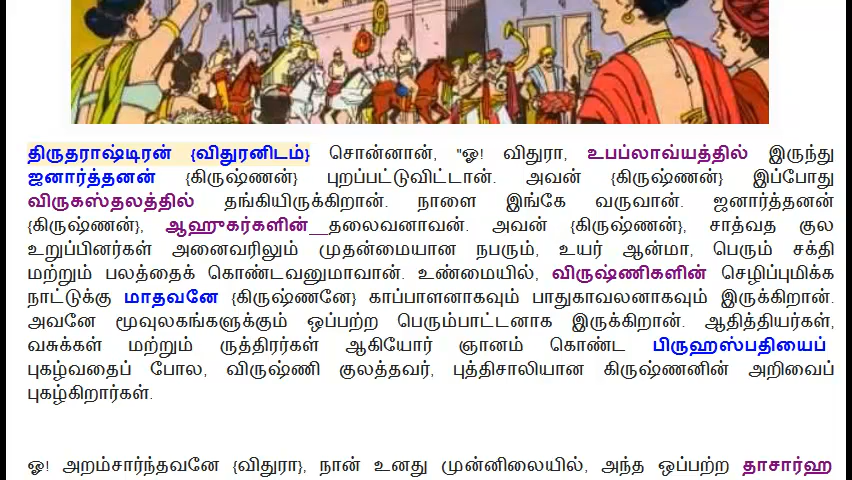 திருதராஷ்டிரன் {விதுரனிடம்} சொன்னான், "ஓ! விதுரா, உபப்லாவ்யத்தில் இருந்து
ஜனார்த்தனன் {கிருஷ்ணன்} புறப்பட்டுவிட்டான். அவன் {கிருஷ்ணன்} இப்போது
விருகஸ்தலத்தில் தங்கியிருக்கிறான். நாளை இங்கே வருவான். ஜனார்த்தனன்
{கிருஷ்ணன்}, ஆஹுகர்களின் தலைவனாவன். அவன் {கிருஷ்ணன்}, சாத்வத குல
உறுப்பினர்கள் அனைவரிலும் முதன்மையான நபரும், உயர் ஆன்மா, பெரும் சக்தி
மற்றும் பலத்தைக் கொண்டவனுமாவான். உண்மையில், விருஷ்ணிகளின் செழிப்புமிக்க
நாட்டுக்கு மாதவனே {கிருஷ்ணனே} காப்பாளனாகவும் பாதுகாவலனாகவும் இருக்கிறான்.
அவனே மூவுலகங்களுக்கும் ஒப்பற்ற பெரும்பாட்டனாக இருக்கிறான். ஆதித்தியர்கள்,
வசுக்கள் மற்றும் ருத்திரர்கள் ஆகியோர் ஞானம் கொண்ட பிருஹஸ்பதியைப்
புகழ்வதைப் போல, விருஷ்ணி குலத்தவர், புத்திசாலியான கிருஷ்ணனின் அறிவைப்
புகழ்கிறார்கள்.
ஓ! அறம்சார்ந்தவனே {விதுரா}, நான் உனது முன்னிலையில், அந்த ஒப்பற்ற தாசார்ஹ